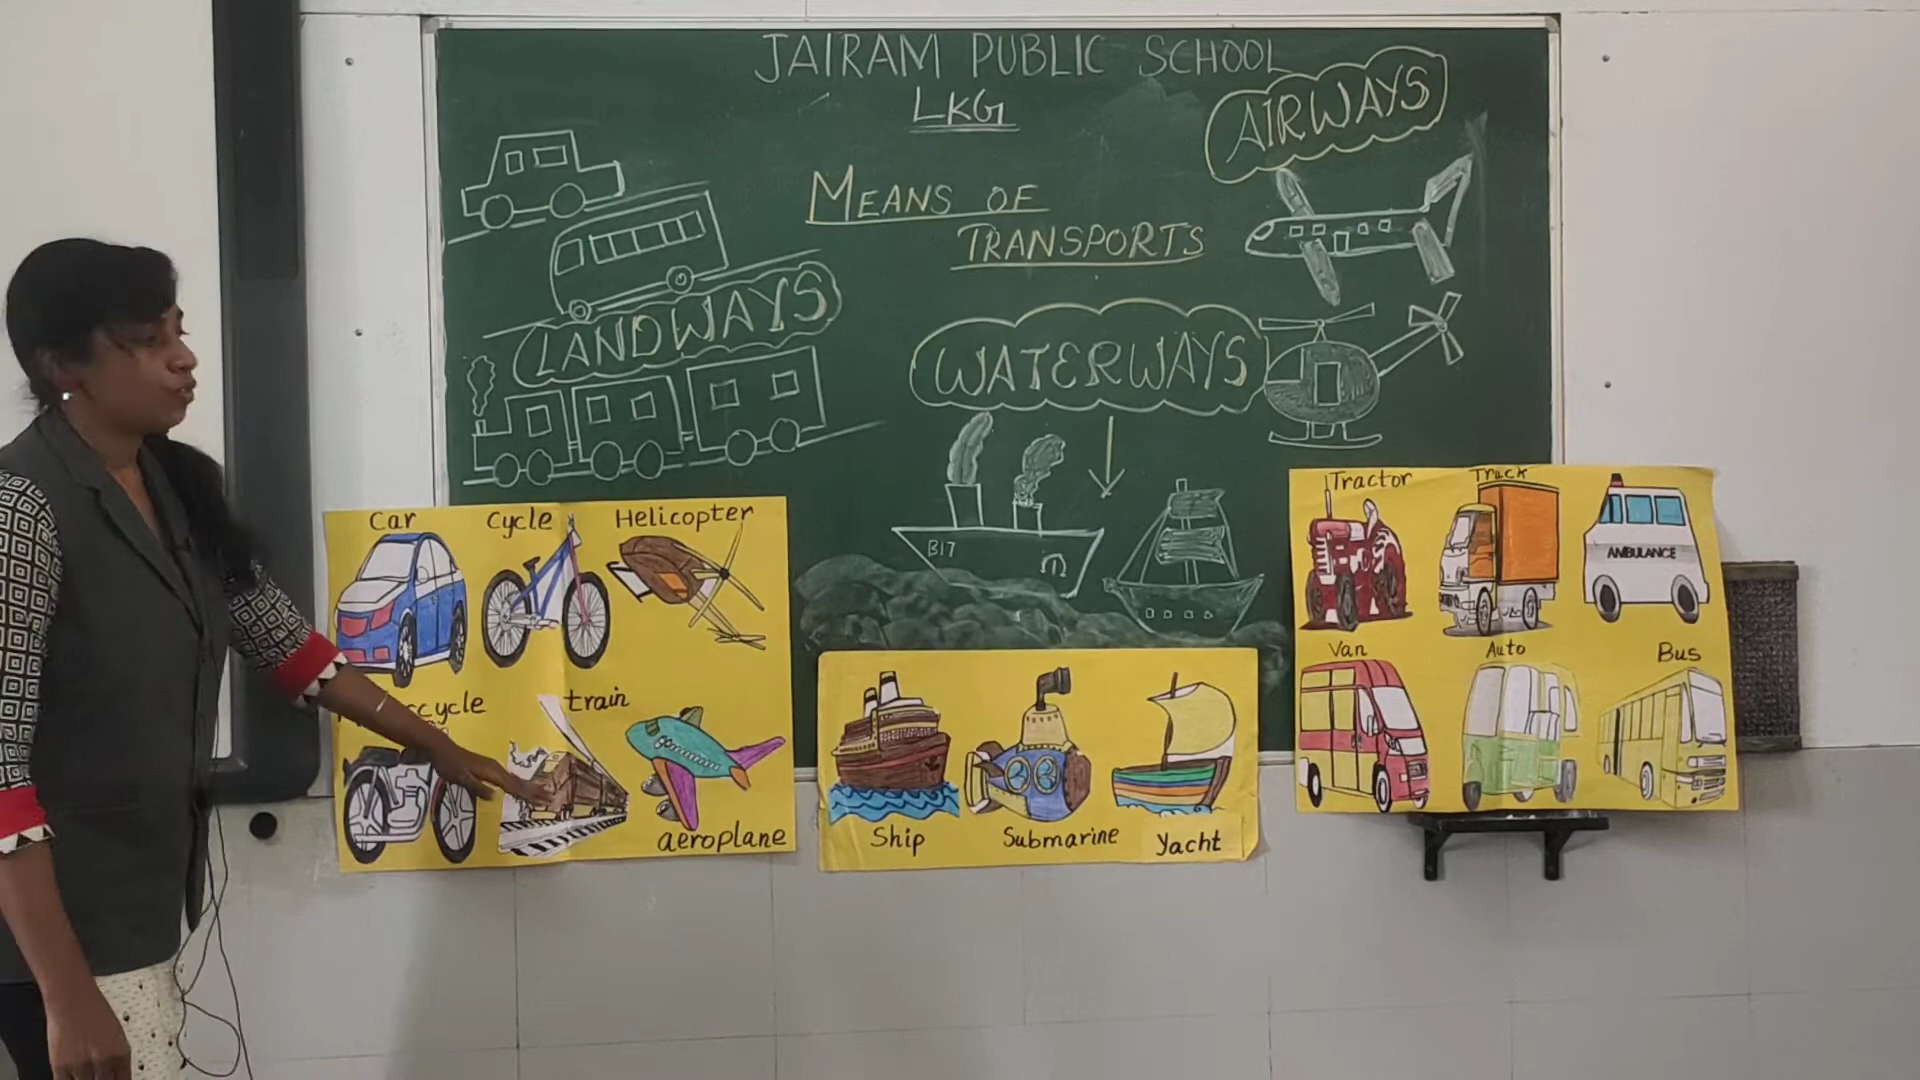 JAIRAM PUBLIC SCHOOL
LKG
AIRWAYS
MEANS OF
TRANSPORTS
LANDWAYS
WATERWAYS
B17
Car
Cycle
Helicopter
train
aeroplane
Ship
Submarine
Yacht
Tractor
Truck
AMBULANCE
Van
Auto
Bus